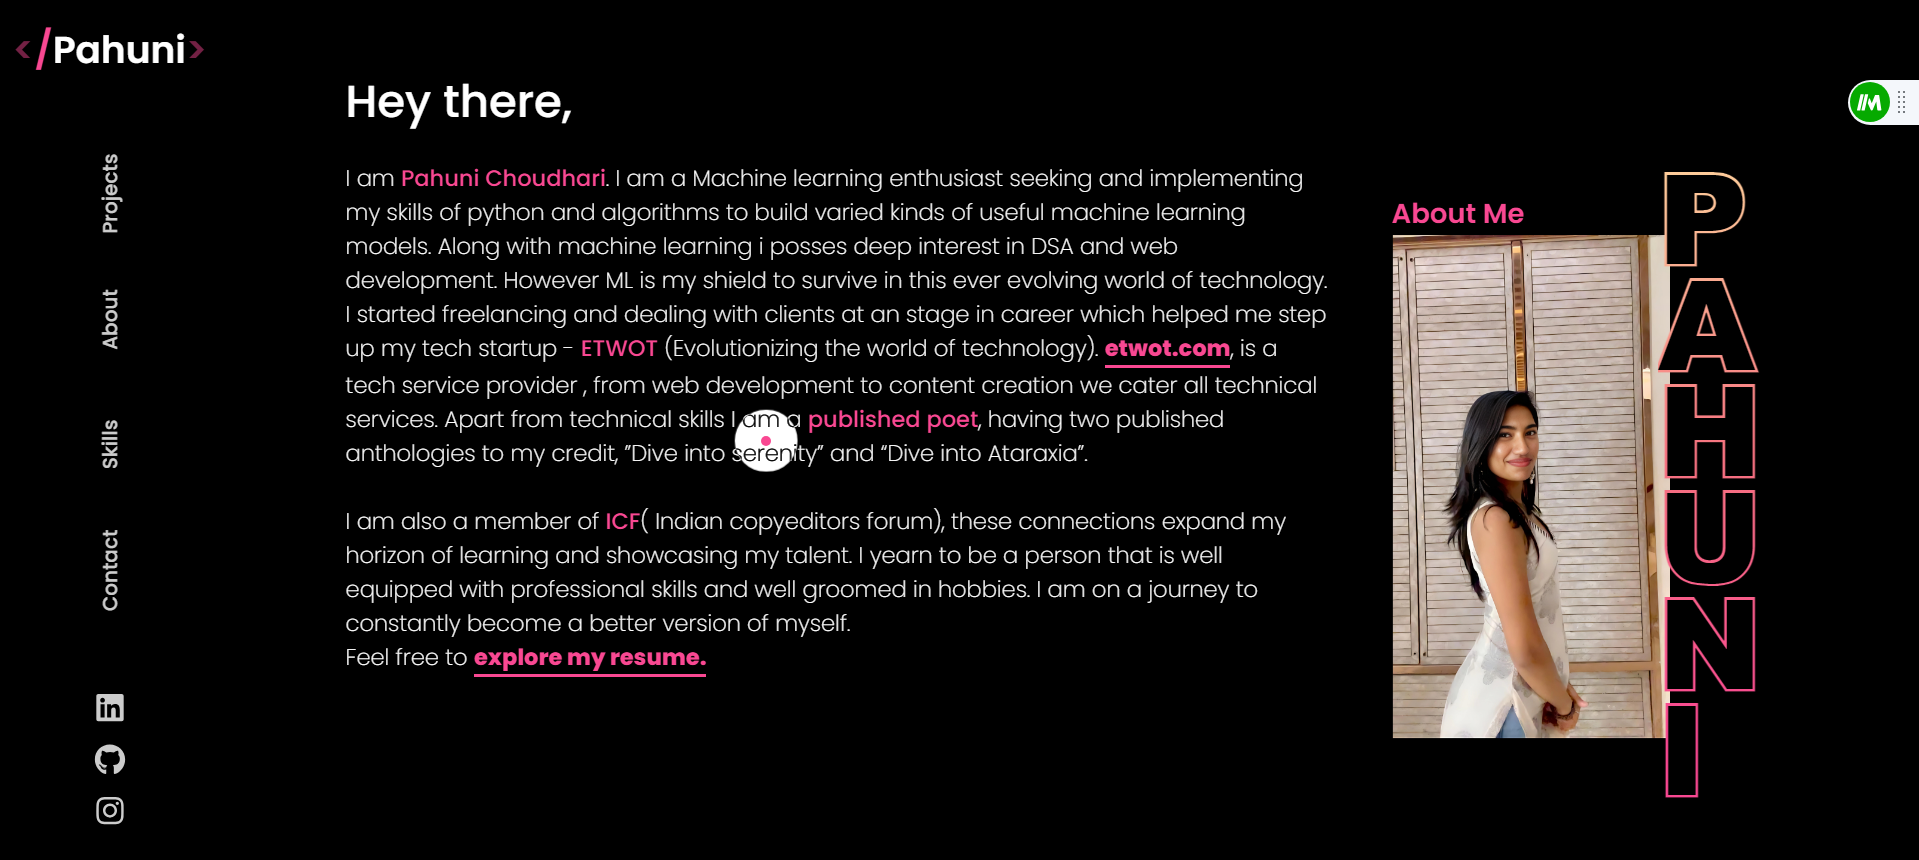 </Pahuni>
Hey there,
I am Pahuni Choudhari. I am a Machine learning enthusiast seeking and implementing
my skills of python and algorithms to build varied kinds of useful machine learning
models. Along with machine learning i posses deep interest in DSA and web
development. However ML is my shield to survive in this ever evolving world of technology.
I started freelancing and dealing with clients at an stage in career which helped me step
up my tech startup - ETWOT (Evolutionizing the world of technology). etwot.com, is a
tech service provider , from web development to content creation we cater all technical
services. Apart from technical skills I am a published poet, having two published
anthologies to my credit, ”Dive into serenity” and “Dive into Ataraxia”.
I am also a member of ICF( Indian copyeditors forum), these connections expand my
horizon of learning and showcasing my talent. I yearn to be a person that is well
equipped with professional skills and well groomed in hobbies. I am on a journey to
constantly become a better version of myself.
Feel free to explore my resume.
Projects
About
Skills
Contact
in
About Me
PAHUNI
M